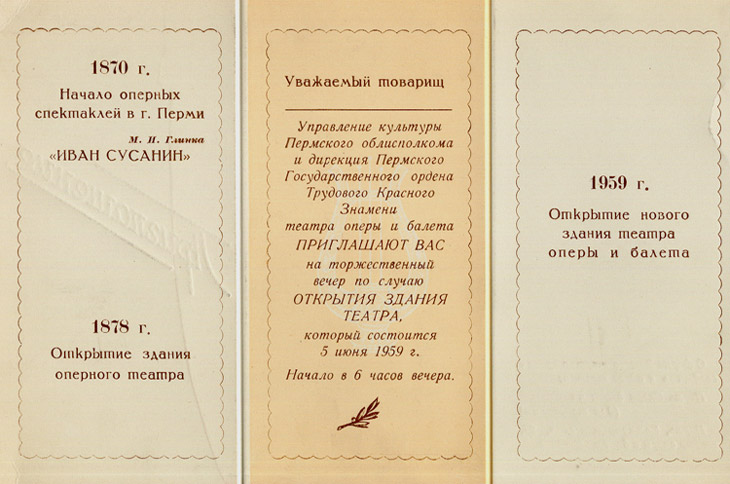 1870 г.
Начало оперных
спектаклей в г. Перми
М. И. Глинка
«ИВАН СУСАНИН»
1878 г.
Открытие здания
оперного театра
Уважаемый товарищ
Управление культуры
Пермского облисполкома
и дирекция Пермского
Государственного ордена
Трудового Красного
Знамени
театра оперы и балета
ПРИГЛАШАЮТ ВАС
на торжественный
вечер по случаю
ОТКРЫТИЯ ЗДАНИЯ
ТЕАТРА,
который состоится
5 июня 1959 г.
Начало в 6 часов вечера.
1959 г.
Открытие нового
здания театра
оперы и балета